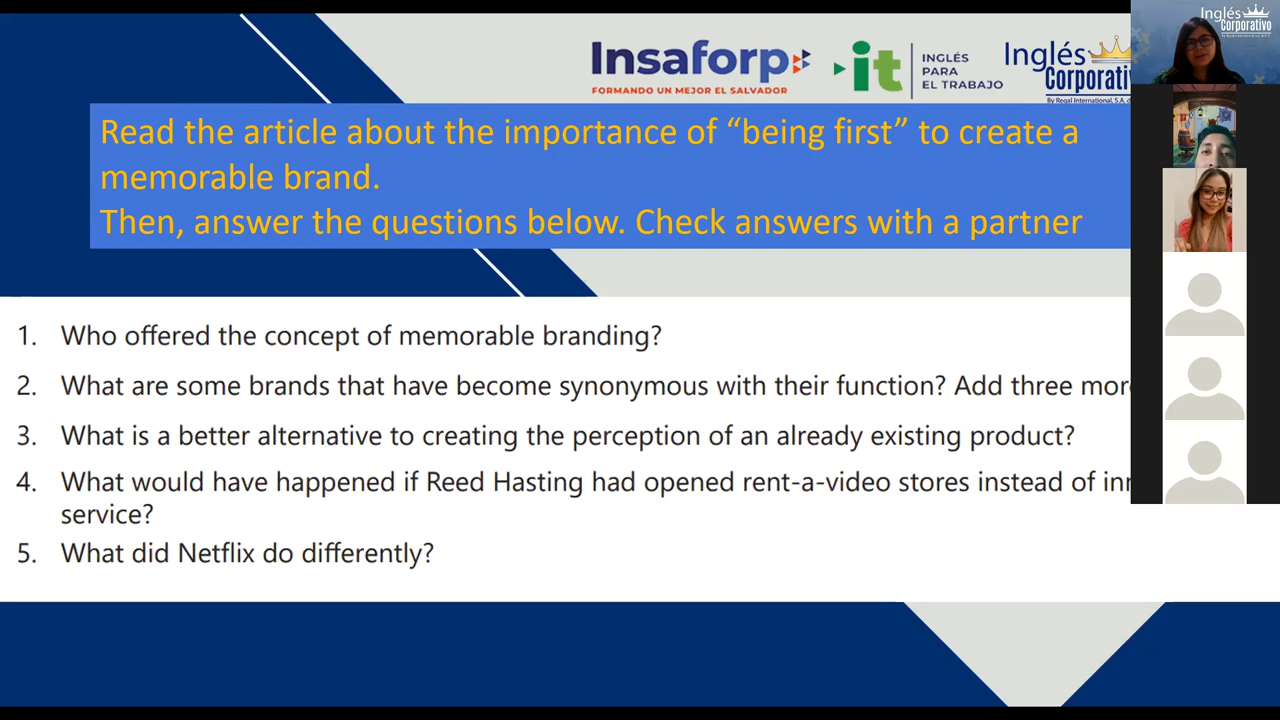 Insaforp
FORMANDO UN MEJOR EL SALVADOR
it
INGLÉS
PARA
EL TRABAJO
Inglés
Corporativ
By Regal International, S.A. d
Inglés
Corporativo
Read the article about the importance of “being first” to create a
memorable brand.
Then, answer the questions below. Check answers with a partner
1. Who offered the concept of memorable branding?
2. What are some brands that have become synonymous with their function? Add three mor
3. What is a better alternative to creating the perception of an already existing product?
4. What would have happened if Reed Hasting had opened rent-a-video stores instead of in
service?
5. What did Netflix do differently?